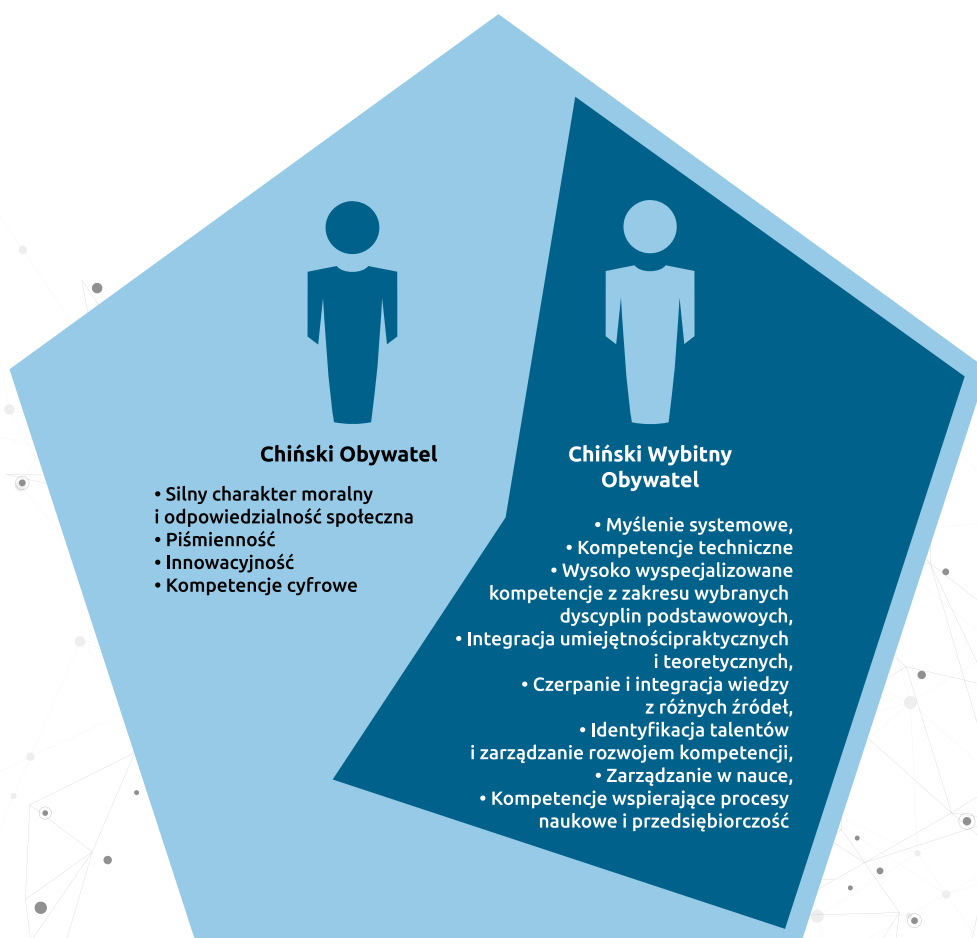 Chiński Obywatel
• Silny charakter moralny
i odpowiedzialność społeczna
• Piśmienność
• Innowacyjność
• Kompetencje cyfrowe
Chiński Wybitny
Obywatel
• Myślenie systemowe,
• Kompetencje techniczne
• Wysoko wyspecjalizowane
kompetencje z zakresu wybranych
dyscyplin podstawowoych,
• Integracja umiejętnościpraktycznych
i teoretycznych,
• Czerpanie i integracja wiedzy
z różnych źródeł,
• Identyfikacja talentów
i zarządzanie rozwojem kompetencji,
• Zarządzanie w nauce,
• Kompetencje wspierające procesy
naukowe i przedsiębiorczość